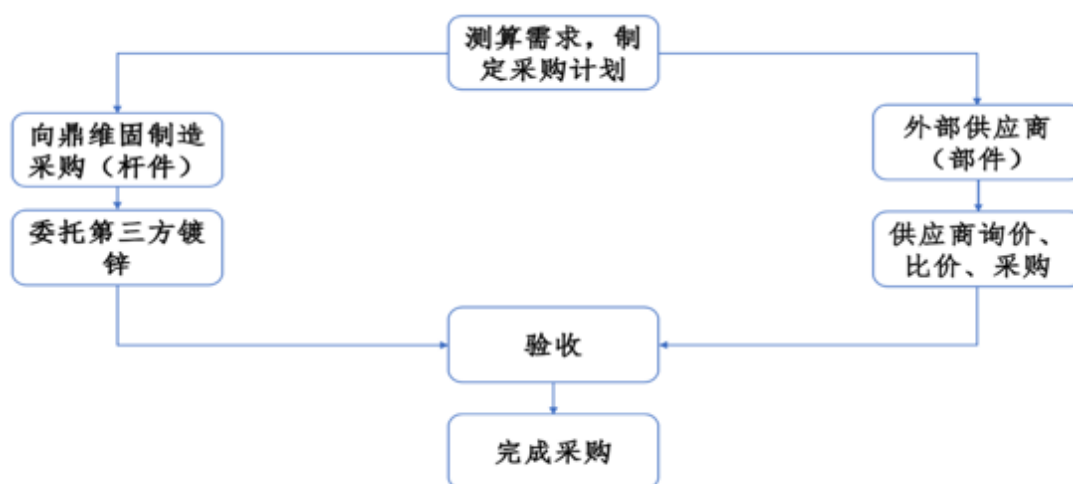 测算需求，制
定采购计划
向鼎维固制造
采购（杆件）
外部供应商
（部件）
委托第三方镀
锌
供应商询价、
比价、采购
验收
完成采购